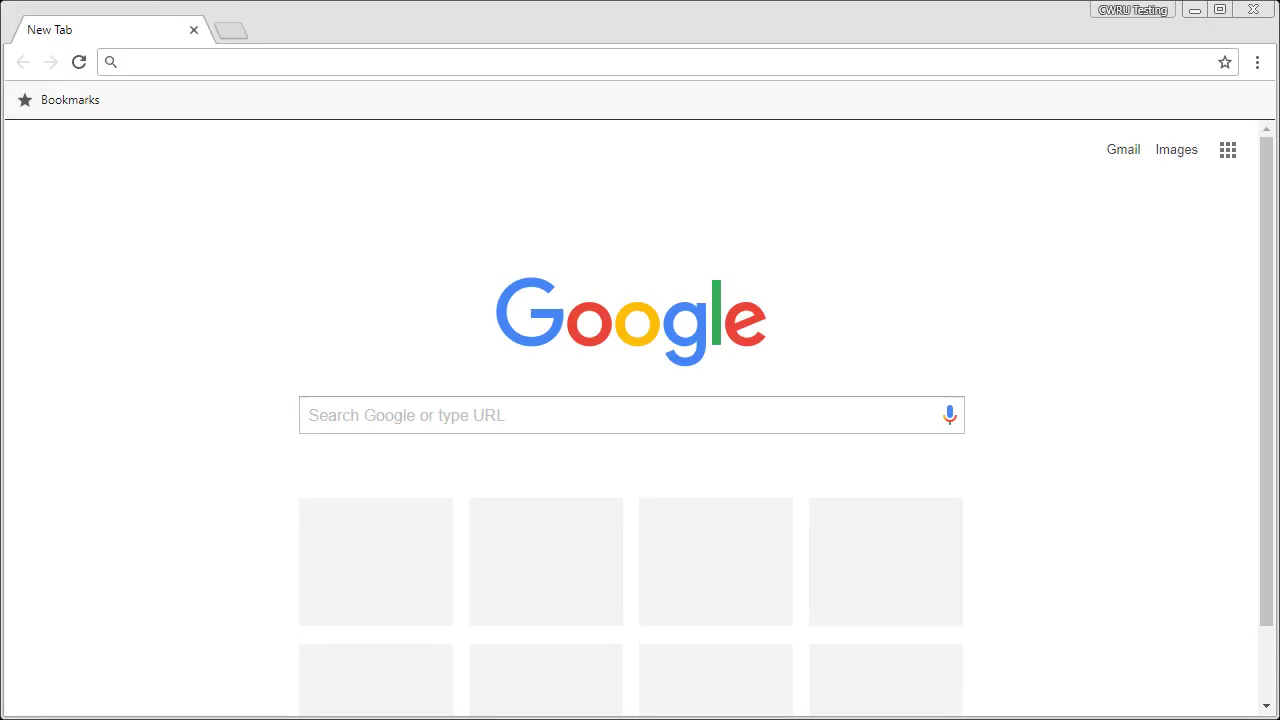 CWRU Testing
New Tab
Bookmarks
Gmail Images
Google
Search Google or type URL